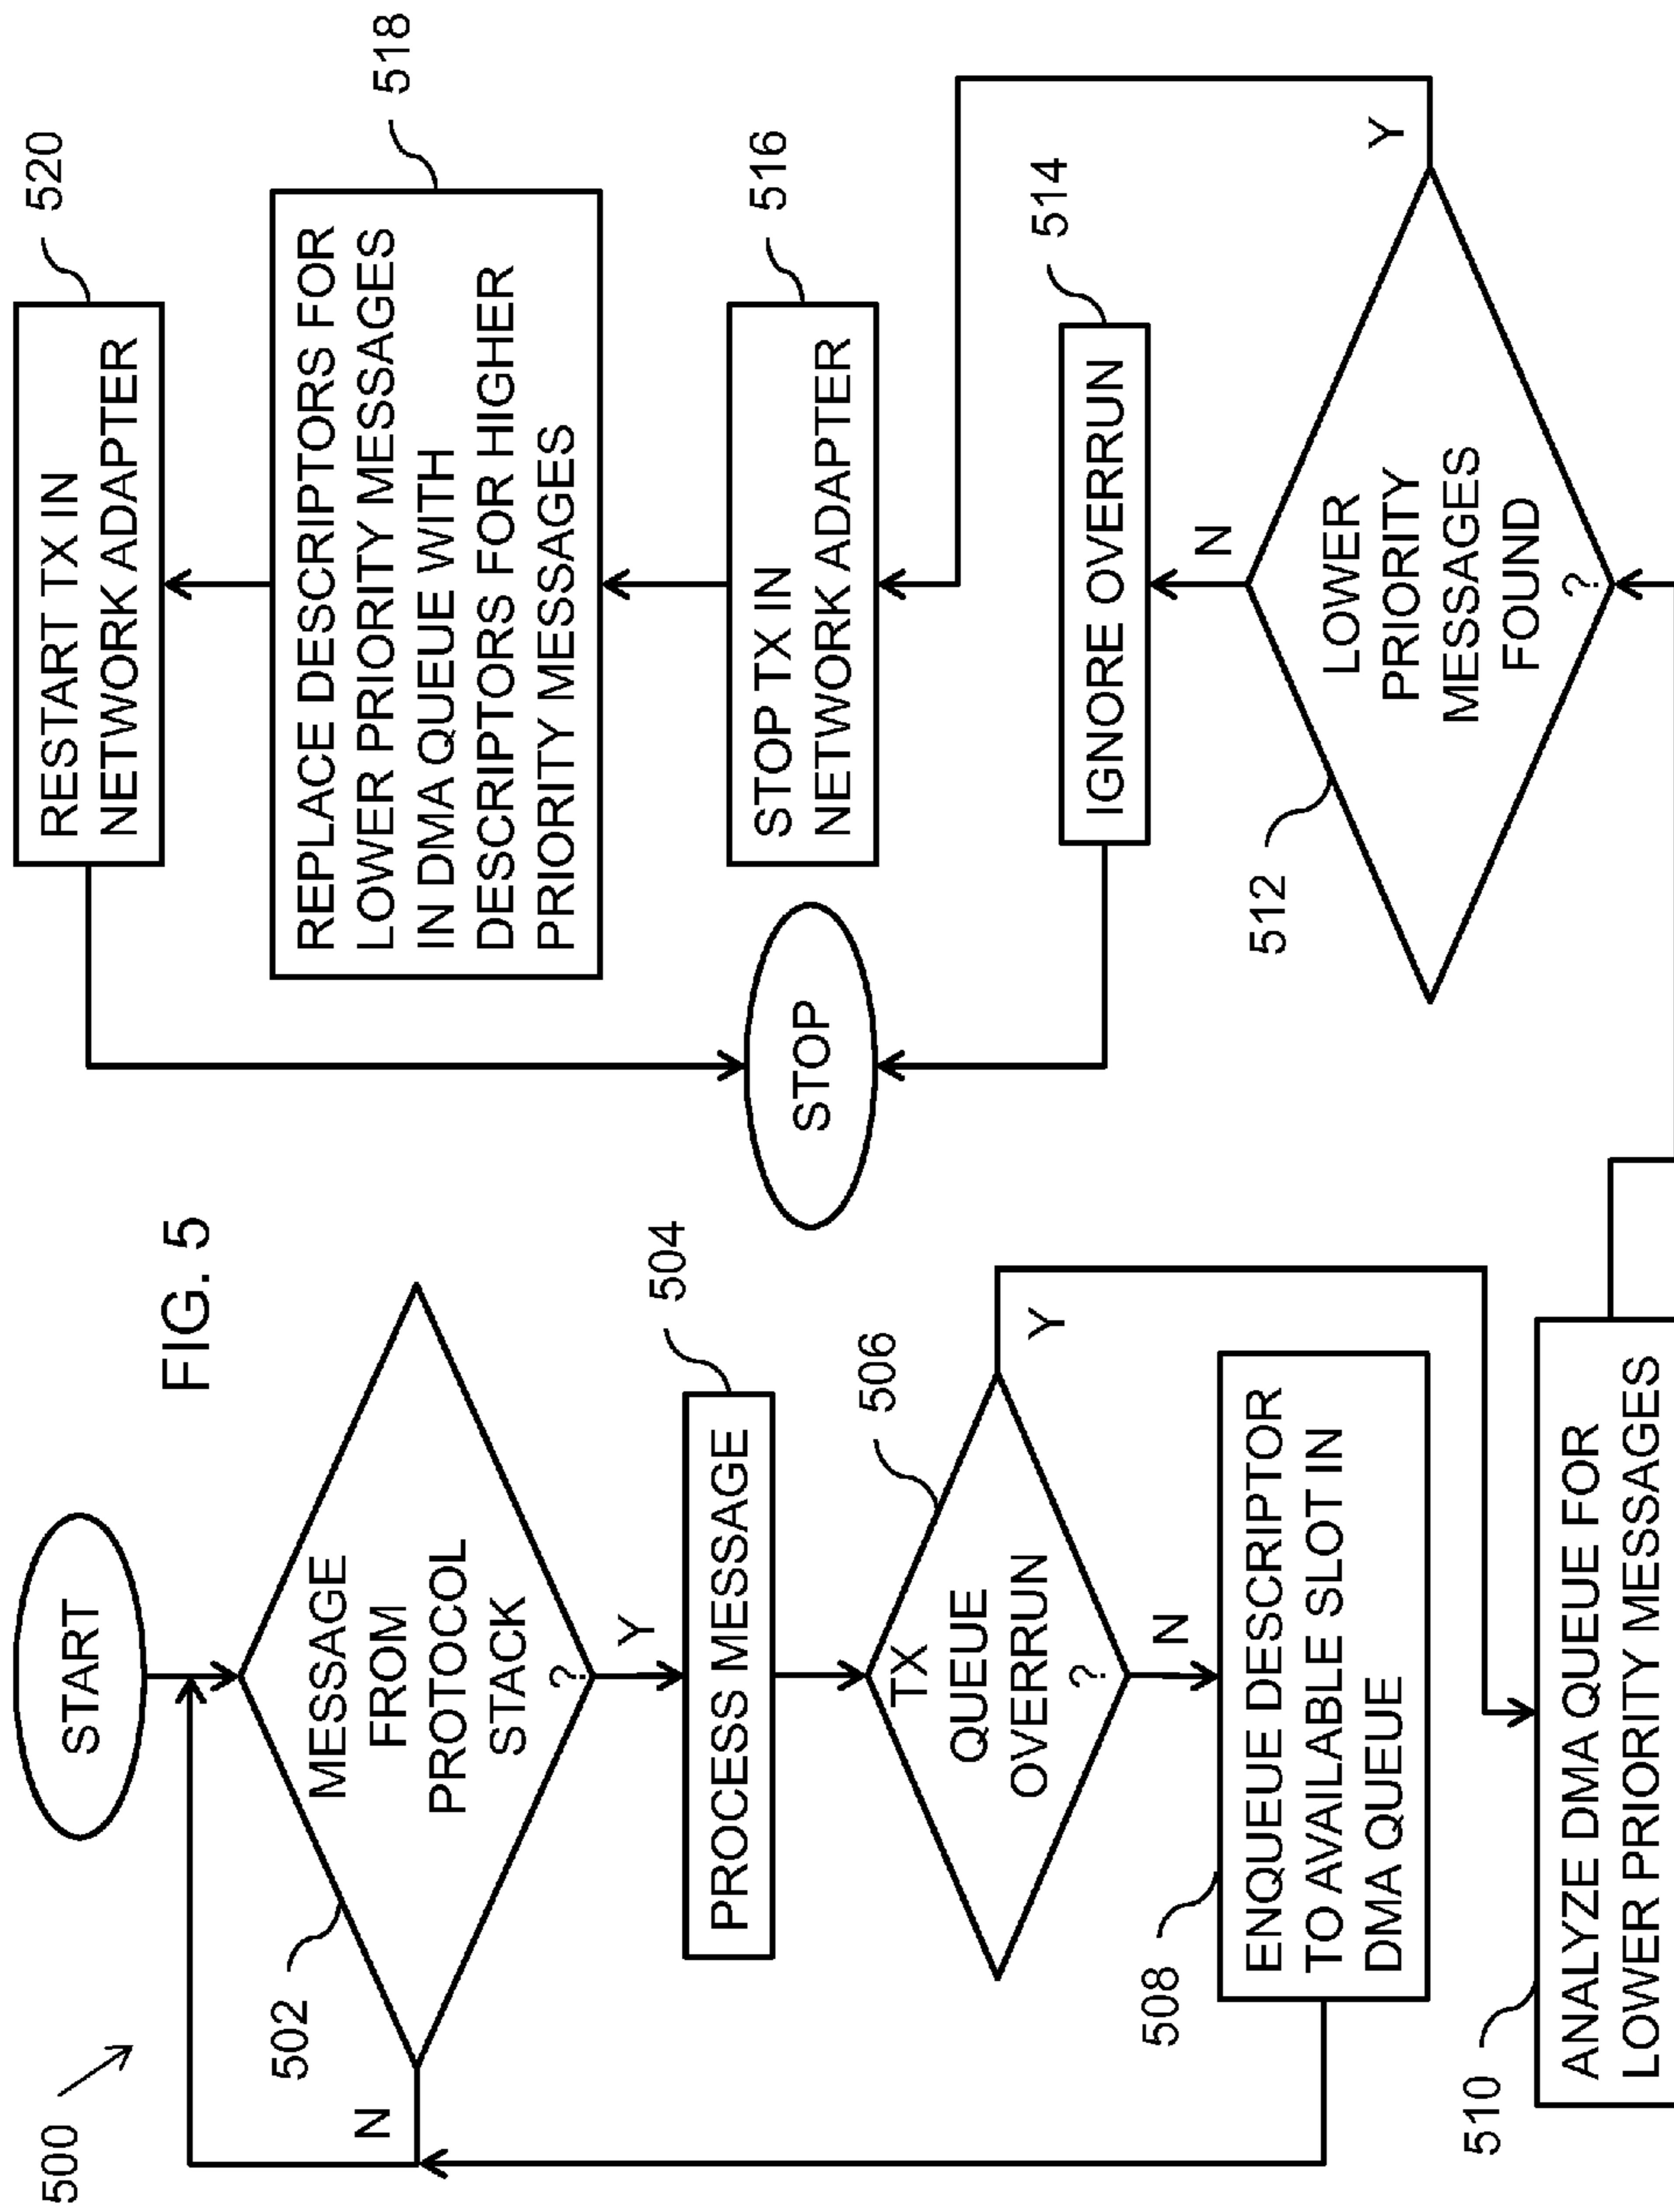 500
FIG. 5
START
502
MESSAGE
FROM
PROTOCOL
STACK
?
N
Y
504
PROCESS MESSAGE
506
TX
QUEUE
OVERRUN
?
Y
N
508
ENQUEUE DESCRIPTOR
TO AVAILABLE SLOT IN
DMA QUEUE
510
ANALYZE DMA QUEUE FOR
LOWER PRIORITY MESSAGES
512
LOWER
PRIORITY
MESSAGES
FOUND
?
N
Y
514
IGNORE OVERRUN
516
STOP TX IN
NETWORK ADAPTER
518
REPLACE DESCRIPTORS FOR
LOWER PRIORITY MESSAGES
IN DMA QUEUE WITH
DESCRIPTORS FOR HIGHER
PRIORITY MESSAGES
520
RESTART TX IN
NETWORK ADAPTER
STOP